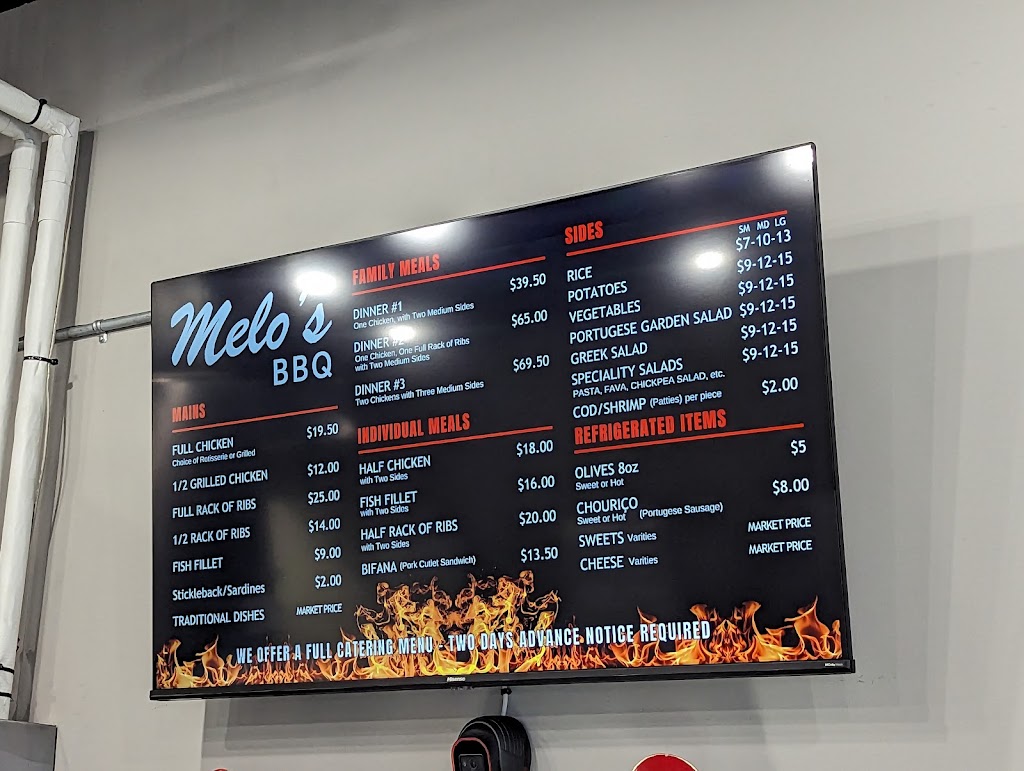 Melo's
BBQ
MAINS
FULL CHICKEN $19.50
Choice of Rotisserie or Grilled
1/2 GRILLED CHICKEN $12.00
FULL RACK OF RIBS $25.00
1/2 RACK OF RIBS $14.00
FISH FILLET $9.00
Stickleback/Sardines $2.00
TRADITIONAL DISHES MARKET PRICE
FAMILY MEALS
DINNER #1 $39.50
One Chicken, with Two Medium Sides
DINNER #2 $65.00
One Chicken, One Full Rack of Ribs
with Two Medium Sides
DINNER #3 $69.50
Two Chickens with Three Medium Sides
INDIVIDUAL MEALS
HALF CHICKEN $18.00
with Two Sides
FISH FILLET $16.00
with Two Sides
HALF RACK OF RIBS $20.00
with Two Sides
BIFANA (Pork Cutlet Sandwich) $13.50
SIDES
SM MD LG
RICE $7-10-13
POTATOES $9-12-15
VEGETABLES $9-12-15
PORTUGESE GARDEN SALAD $9-12-15
GREEK SALAD $9-12-15
SPECIALITY SALADS $9-12-15
PASTA, FAVA, CHICKPEA SALAD, etc.
COD/SHRIMP (Patties) per piece $2.00
REFRIGERATED ITEMS
OLIVES 8oz $5
Sweet or Hot
CHOURIÇO (Portugese Sausage) $8.00
Sweet or Hot
SWEETS Varities MARKET PRICE
CHEESE Varities MARKET PRICE
WE OFFER A FULL CATERING MENU - TWO DAYS ADVANCE NOTICE REQUIRED
Hisense